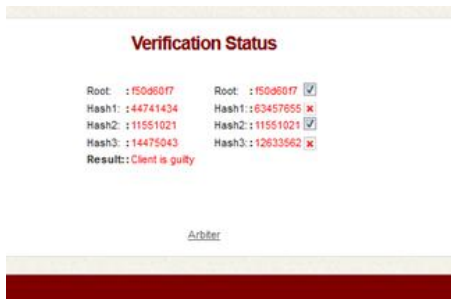 Verification Status
Root: :f50d60f7 Root: :f50d60f7
Hash1: :44741434 Hash1: :63457655
Hash2: :11551021 Hash2: :11551021
Hash3: :14475043 Hash3: :12633562
Result::Client is guilty
Arbiter